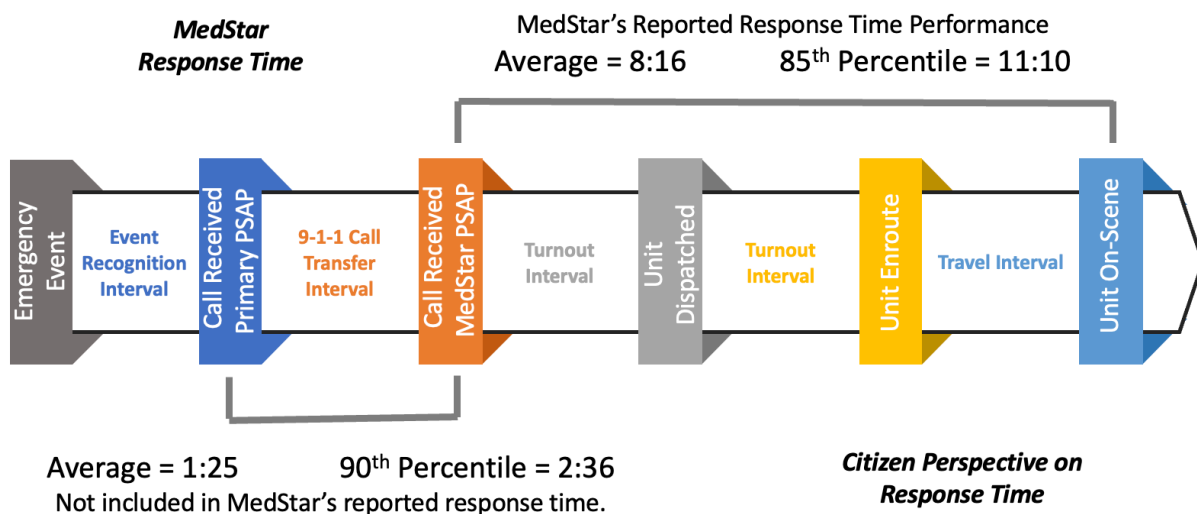 MedStar
Response Time
MedStar’s Reported Response Time Performance
Average = 8:16 85th Percentile = 11:10
Emergency
Event
Event
Recognition
Interval
Call Received
Primary PSAP
9-1-1 Call
Transfer
Interval
Call Received
MedStar PSAP
Turnout
Interval
Unit
Dispatched
Turnout
Interval
Unit Enroute
Travel Interval
Unit On-Scene
Average = 1:25 90th Percentile = 2:36
Not included in MedStar’s reported response time.
Citizen Perspective on
Response Time